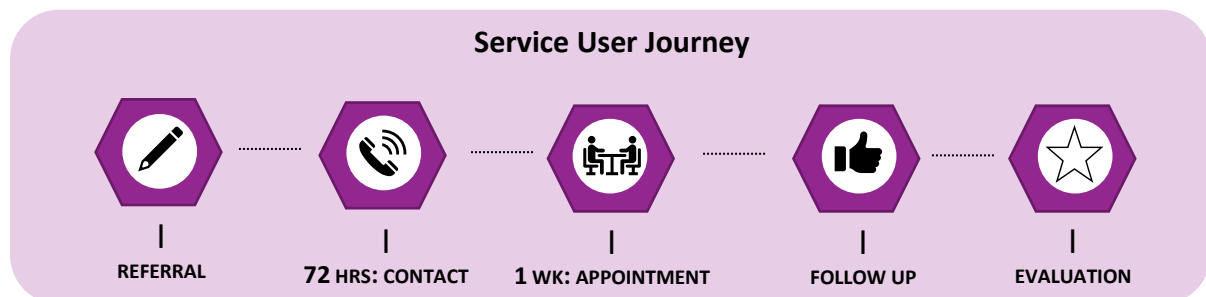 Service User Journey
REFERRAL
72 HRS: CONTACT
1 WK: APPOINTMENT
FOLLOW UP
EVALUATION